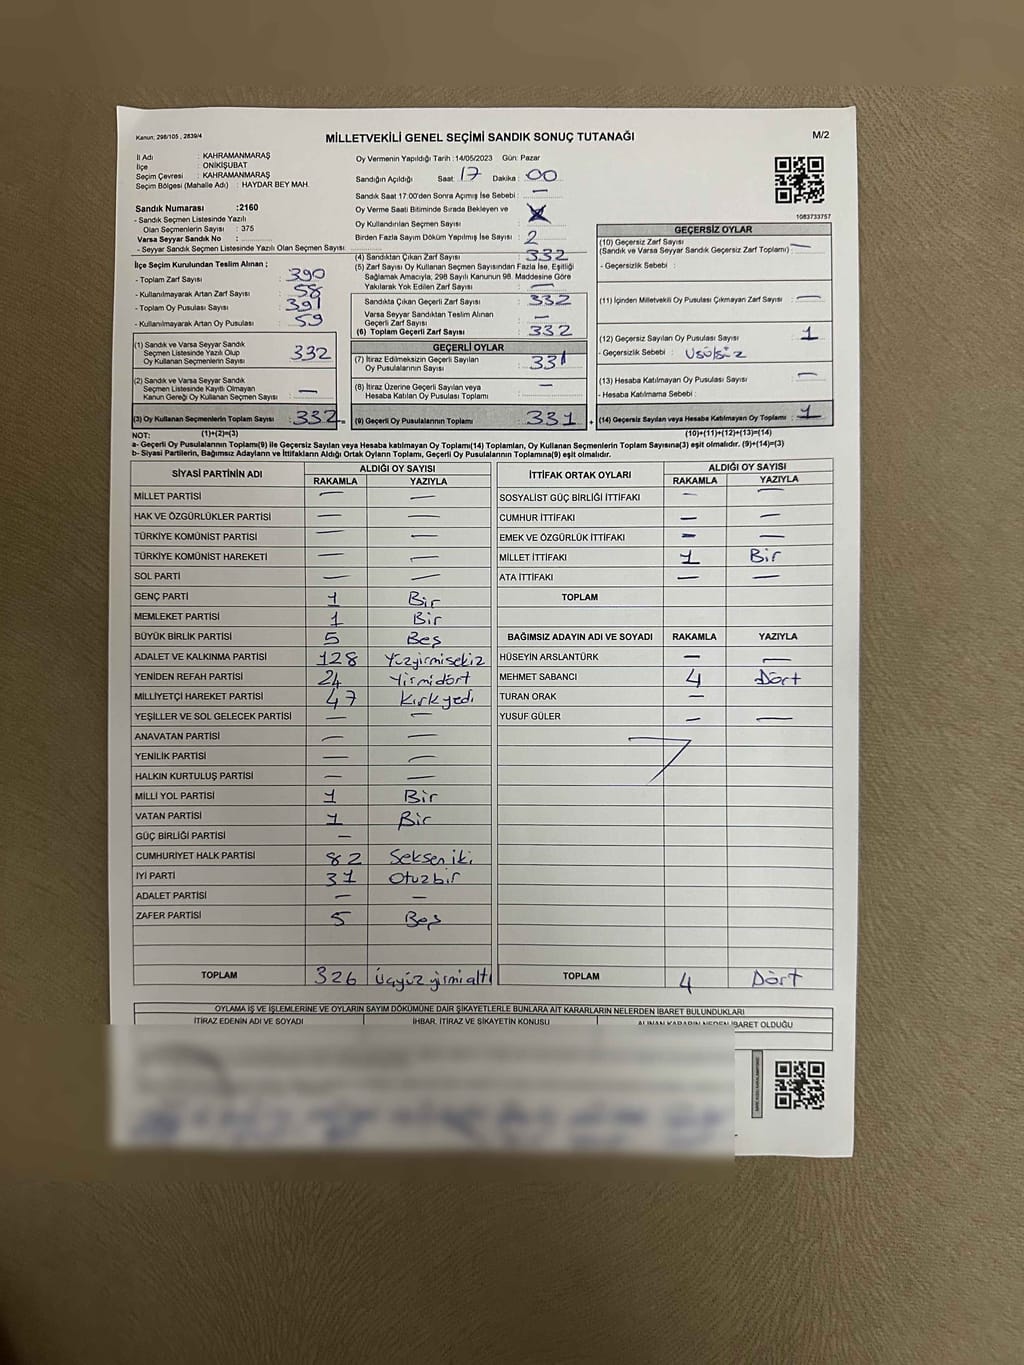 Kanun; 298/105 , 2839/4
MİLLETVEKİLİ GENEL SEÇİMİ SANDIK SONUÇ TUTANAĞI
M/2
İl Adı : KAHRAMANMARAŞ
İlçe : ONİKİŞUBAT
Seçim Çevresi : KAHRAMANMARAŞ
Seçim Bölgesi (Mahalle Adı) : HAYDAR BEY MAH.
Sandık Numarası :2160
- Sandık Seçmen Listesinde Yazılı
Olan Seçmenlerin Sayısı : 375
Varsa Seyyar Sandık No :
- Seyyar Sandık Seçmen Listesinde Yazılı Olan Seçmen Sayısı:
Oy Vermenin Yapıldığı Tarih :14/05/2023 Gün: Pazar
Sandığın Açıldığı Saat: 17 Dakika : 00
Sandık Saat 17.00'den Sonra Açımış İse Sebebi : —
Oy Verme Saati Bitiminde Sırada Bekleyen ve
Oy Kullandırılan Seçmen Sayısı :
Birden Fazla Sayım Döküm Yapılmış İse Sayısı : 2
1083733757
İlçe Seçim Kurulundan Teslim Alınan ;
- Toplam Zarf Sayısı : 390
- Kullanılmayarak Artan Zarf Sayısı : 58
- Toplam Oy Pusulası Sayısı : 391
- Kullanılmayarak Artan Oy Pusulası : 59
(1) Sandık ve Varsa Seyyar Sandık
Seçmen Listesinde Yazılı Olup
Oy Kullanan Seçmenlerin Sayısı : 332
(2) Sandık ve Varsa Seyyar Sandık
Seçmen Listesinde Kayıtlı Olmayan
Kanun Gereği Oy Kullanan Seçmen Sayısı : —
(3) Oy Kullanan Seçmenlerin Toplam Sayısı : 332 =
(4) Sandıktan Çıkan Zarf Sayısı : 332
(5) Zarf Sayısı Oy Kullanan Seçmen Sayısından Fazla İse, Eşitliği
Sağlamak Amacıyla; 298 Sayılı Kanunun 98. Maddesine Göre
Yakılarak Yok Edilen Zarf Sayısı : —
Sandıkta Çıkan Geçerli Zarf Sayısı : 332
Varsa Seyyar Sandıktan Teslim Alınan
Geçerli Zarf Sayısı : —
(6) Toplam Geçerli Zarf Sayısı : 332
GEÇERLİ OYLAR
(7) İtiraz Edilmeksizin Geçerli Sayılan
Oy Pusulalarının Sayısı : 331
(8) İtiraz Üzerine Geçerli Sayılan veya
Hesaba Katılan Oy Pusulası Sayısı : —
(9) Geçerli Oy Pusulalarının Toplamı : 331 +
GEÇERSİZ OYLAR
(10) Geçersiz Zarf Sayısı
(Sandık ve Varsa Seyyar Sandık Geçersiz Zarf Toplamı) : —
- Geçersizlik Sebebi :
(11) İçinden Milletvekili Oy Pusulası Çıkmayan Zarf Sayısı : —
(12) Geçersiz Sayılan Oy Pusulası Sayısı : 1
- Geçersizlik Sebebi : Usülsüz
(13) Hesaba Katılmayan Oy Pusulası Sayısı : —
- Hesaba Katılmama Sebebi :
(14) Geçersiz Sayılan veya Hesaba Katılmayan Oy Toplamı : 1
NOT: (1)+(2)=(3) (10)+(11)+(12)+(13)=(14)
a- Geçerli Oy Pusulalarının Toplamı(9) ile Geçersiz Sayılan veya Hesaba katılmayan Oy Toplamı(14) Toplamları, Oy Kullanan Seçmenlerin Toplam Sayısına(3) eşit olmalıdır. (9)+(14)=(3)
b- Siyasi Partilerin, Bağımsız Adayların ve İttifakların Aldığı Ortak Oyların Toplamı, Geçerli Oy Pusulalarının Toplamına(9) eşit olmalıdır.
SİYASİ PARTİNİN ADI ALDIĞI OY SAYISI
RAKAMLA YAZIYLA
MİLLET PARTİSİ — —
HAK VE ÖZGÜRLÜKLER PARTİSİ — —
TÜRKİYE KOMÜNİST PARTİSİ — —
TÜRKİYE KOMÜNİST HAREKETİ — —
SOL PARTİ — —
GENÇ PARTİ 1 Bir
MEMLEKET PARTİSİ 1 Bir
BÜYÜK BİRLİK PARTİSİ 5 Beş
ADALET VE KALKINMA PARTİSİ 128 Yüzyirmisekiz
YENİDEN REFAH PARTİSİ 24 Yirmidört
MİLLİYETÇİ HAREKET PARTİSİ 47 Kırkyedi
YEŞİLLER VE SOL GELECEK PARTİSİ — —
ANAVATAN PARTİSİ — —
YENİLİK PARTİSİ — —
HALKIN KURTULUŞ PARTİSİ — —
MİLLİ YOL PARTİSİ 1 Bir
VATAN PARTİSİ 1 Bir
GÜÇ BİRLİĞİ PARTİSİ —
CUMHURİYET HALK PARTİSİ 82 Seksen iki
İYİ PARTİ 31 Otuzbir
ADALET PARTİSİ — —
ZAFER PARTİSİ 5 Beş
TOPLAM 326 Üçyüz yirmialtı
İTTİFAK ORTAK OYLARI ALDIĞI OY SAYISI
RAKAMLA YAZIYLA
SOSYALİST GÜÇ BİRLİĞİ İTTİFAKI — —
CUMHUR İTTİFAKI — —
EMEK VE ÖZGÜRLÜK İTTİFAKI — —
MİLLET İTTİFAKI 1 Bir
ATA İTTİFAKI — —
TOPLAM
BAĞIMSIZ ADAYIN ADI VE SOYADI RAKAMLA YAZIYLA
HÜSEYİN ARSLANTÜRK — —
MEHMET SABANCI 4 Dört
TURAN ORAK —
YUSUF GÜLER — —
TOPLAM 4 Dört
OYLAMA İŞ VE İŞLEMLERİNE VE OYLARIN SAYIM DÖKÜMÜNE DAİR ŞİKAYETLERLE BUNLARA AİT KARARLARIN NELERDEN İBARET BULUNDUKLARI
İTİRAZ EDENİN ADI VE SOYADI İHBAR, İTİRAZ VE ŞİKAYETİN KONUSU ALINAN KARARIN NEDEN İBARET OLDUĞU